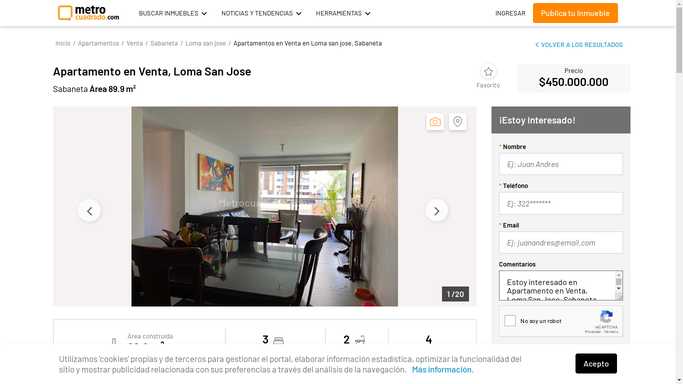 metro
cuadrado.com
BUSCAR INMUEBLES
NOTICIAS Y TENDENCIAS
HERRAMIENTAS
INGRESAR
Publica tu Inmueble
Inicio / Apartamentos / Venta / Sabaneta / Loma san jose / Apartamentos en Venta en Loma san jose, Sabaneta
VOLVER A LOS RESULTADOS
Apartamento en Venta, Loma San Jose
Sabaneta Área 89.9 m²
Favorito
Precio
$450.000.000
1 / 20
¡Estoy Interesado!
* Nombre
Ej: Juan Andres
* Teléfono
Ej: 322*******
* Email
Ej: juanandres@email.com
Comentarios
Estoy interesado en
Apartamento en Venta,
Loma San Jose, Sabaneta
No soy un robot
reCAPTCHA
Privacidad - Términos
Área construida
3
2
4
Utilizamos 'cookies' propias y de terceros para gestionar el portal, elaborar información estadística, optimizar la funcionalidad del
sitio y mostrar publicidad relacionada con sus preferencias a través del análisis de la navegación. Más información.
Acepto